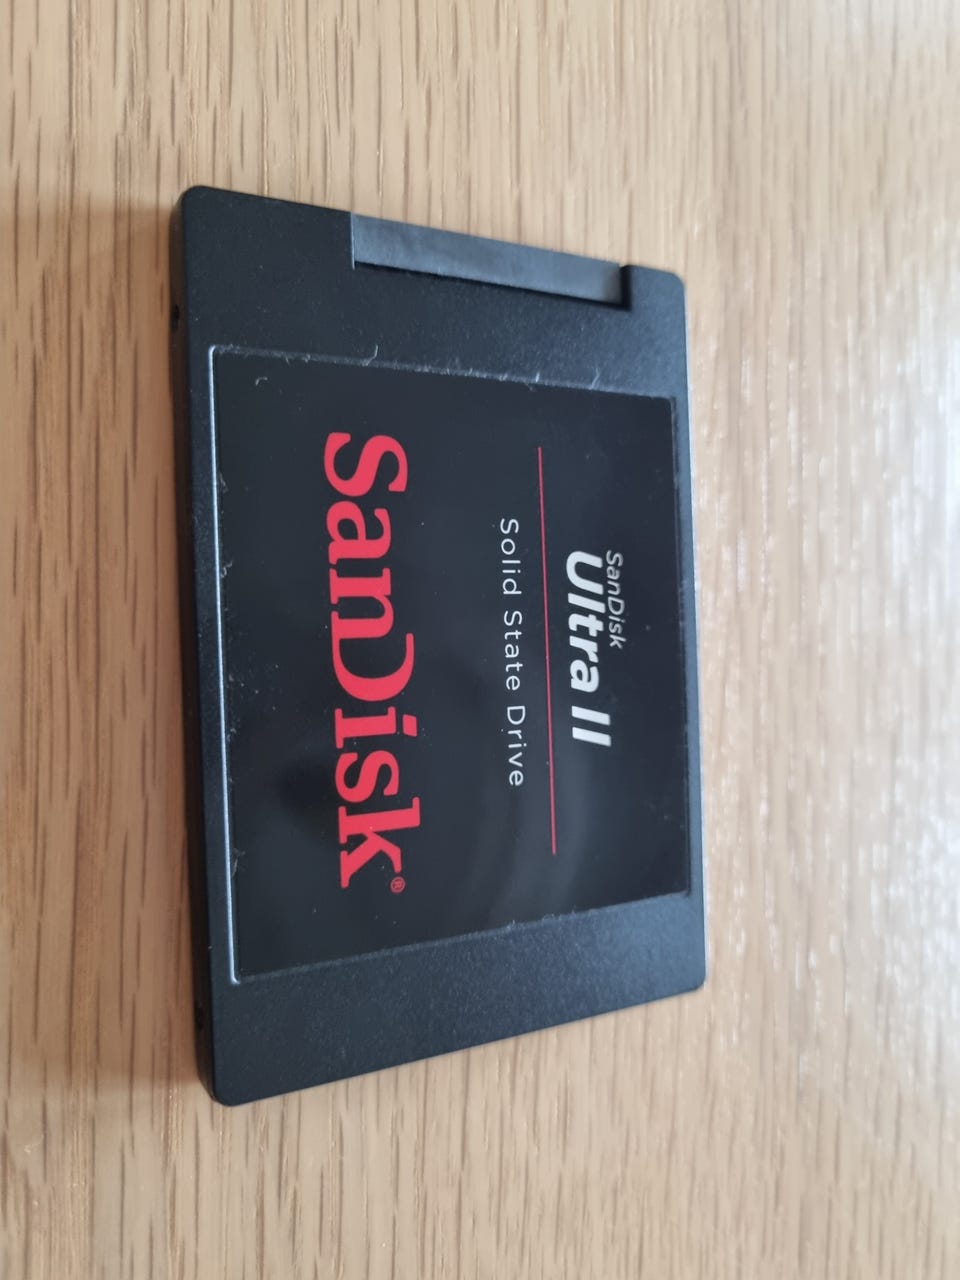 SanDisk
Ultra II
Solid State Drive
SanDisk®